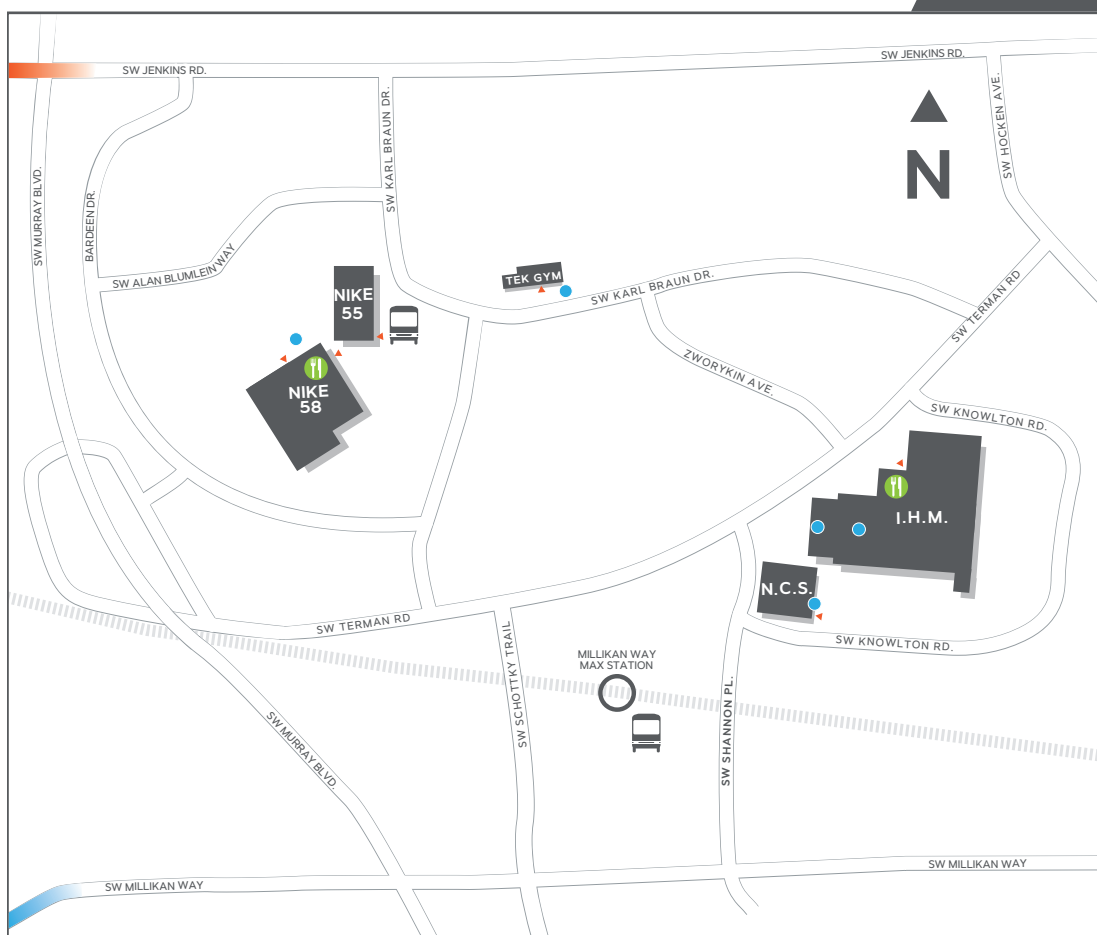 SW JENKINS RD.
SW JENKINS RD.
SW KARL BRAUN DR.
SW HOCKEN AVE.
N
SW MURRAY BLVD.
BARDEEN DR.
SW ALAN BLUMLEIN WAY
TEK GYM
SW KARL BRAUN DR.
SW TERMAN RD
NIKE
55
NIKE
58
ZWORYKIN AVE.
SW KNOWLTON RD.
I.H.M.
N.C.S.
SW TERMAN RD
SW KNOWLTON RD.
MILLIKAN WAY
MAX STATION
SW SCHOTTKY TRAIL
SW SHANNON PL.
SW MURRAY BLVD.
SW MILLIKAN WAY
SW MILLIKAN WAY